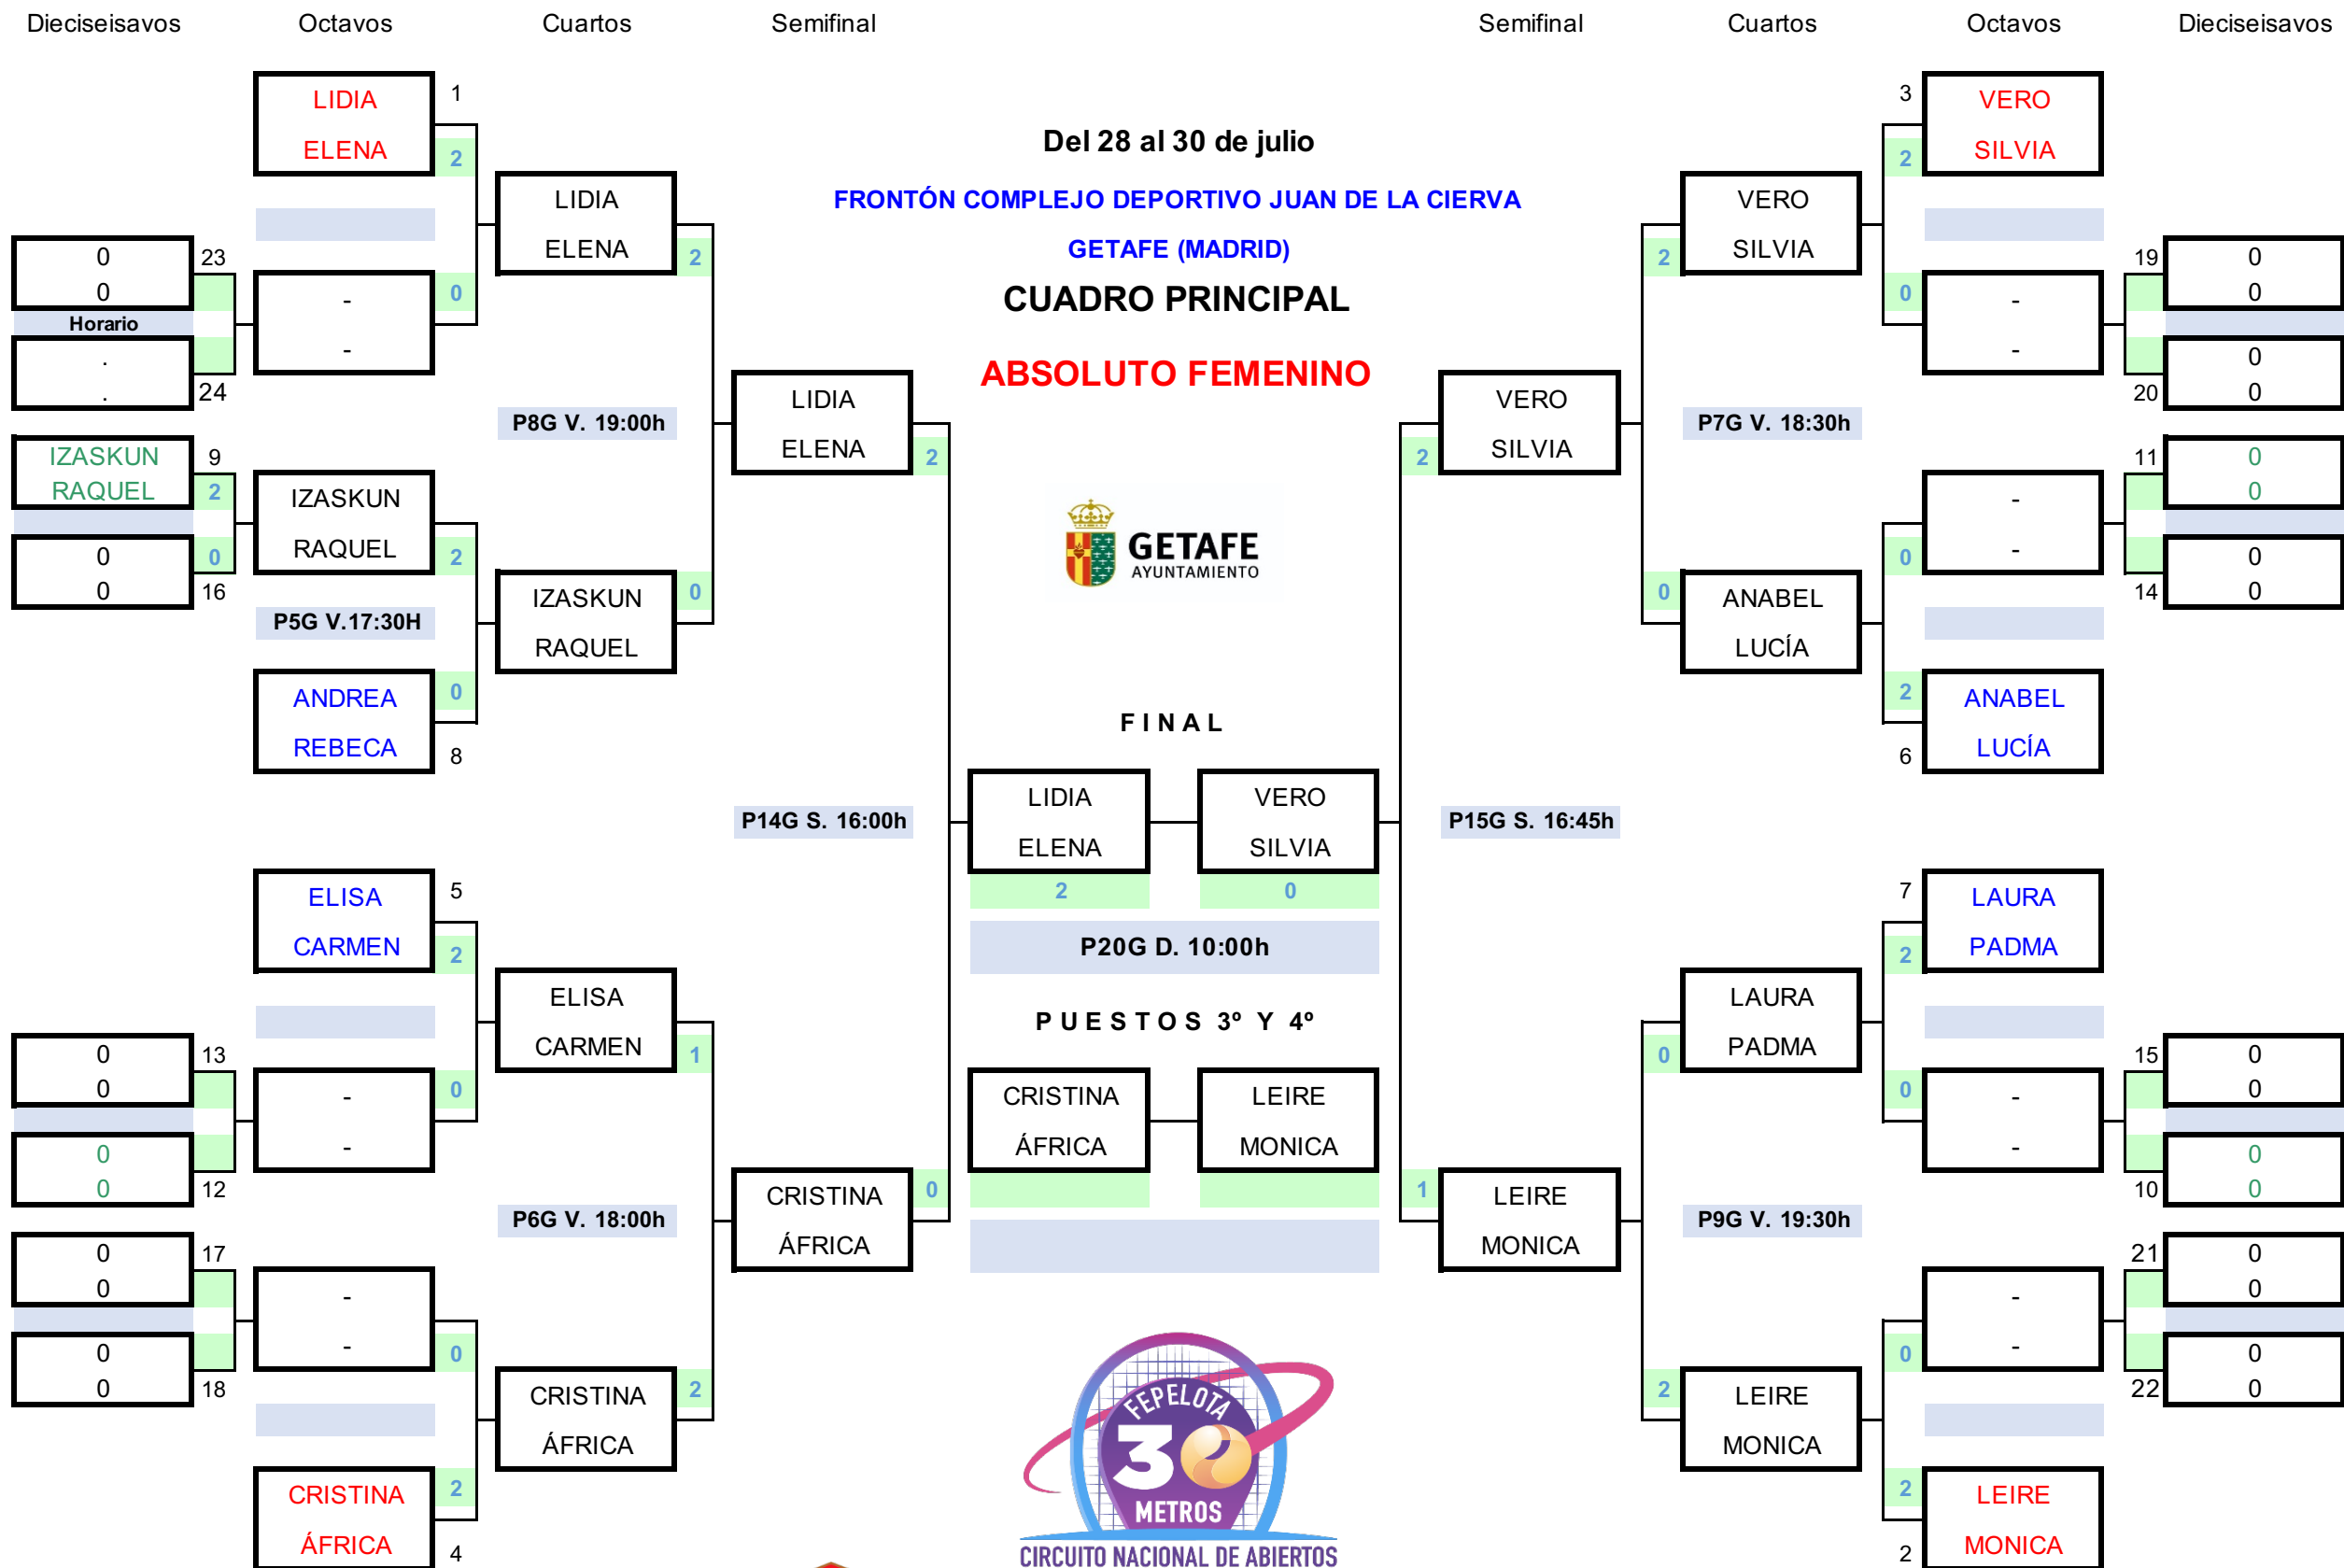 Dieciseisavos Octavos Cuartos Semifinal Semifinal Cuartos Octavos Dieciseisavos
LIDIA 1 3 VERO
ELENA 2 Del 28 al 30 de julio 2 SILVIA
LIDIA FRONTÓN COMPLEJO DEPORTIVO JUAN DE LA CIERVA VERO
ELENA 2 GETAFE (MADRID) 2 SILVIA
0 23 19 0
0 - 0 CUADRO PRINCIPAL 0 - 0
Horario
. - - 0
. 24 ABSOLUTO FEMENINO 20 0
LIDIA VERO
P8G V. 19:00h P7G V. 18:30h
ELENA 2 2 SILVIA
IZASKUN 9 11 0
RAQUEL 2 IZASKUN - 0
GETAFE
AYUNTAMIENTO
0 0 RAQUEL 2 0 - 0
0 16 IZASKUN 0 0 ANABEL 14 0
P5G V.17:30H
RAQUEL LUCÍA
ANDREA 0 2 ANABEL
REBECA 8 FINAL 6 LUCÍA
LIDIA VERO
P14G S. 16:00h P15G S. 16:45h
ELENA SILVIA
2 0
ELISA 5 7 LAURA
CARMEN 2 P20G D. 10:00h 2 PADMA
ELISA LAURA
PUESTOS 3º Y 4º
CARMEN 1 0 PADMA
0 13 15 0
0 - 0 CRISTINA LEIRE 0 - 0
0 - ÁFRICA MONICA - 0
0 12 10 0
CRISTINA 0 1 LEIRE
P6G V. 18:00h P9G V. 19:30h
ÁFRICA MONICA
0 17 21 0
0 - - 0
0 - 0 0 - 0
0 18 CRISTINA 2 2 LEIRE 22 0
ÁFRICA MONICA
FEPELOTA
30
METROS
CIRCUITO NACIONAL DE ABIERTOS
CRISTINA 2 2 LEIRE
ÁFRICA 4 2 MONICA